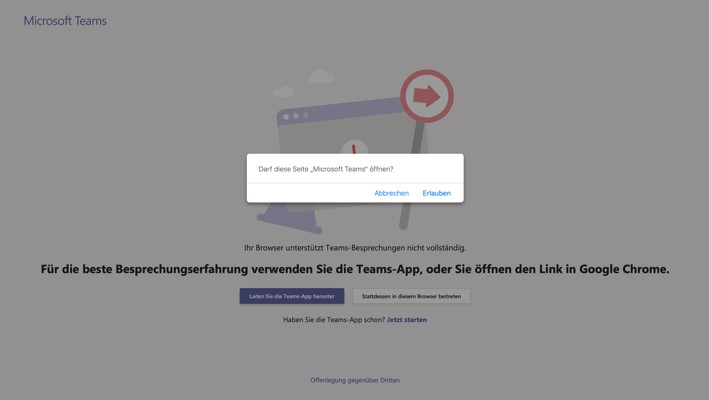 Microsoft Teams
Darf diese Seite „Microsoft Teams“ öffnen?
Abbrechen
Erlauben
Ihr Browser unterstützt Teams-Besprechungen nicht vollständig.
Für die beste Besprechungserfahrung verwenden Sie die Teams-App, oder Sie öffnen den Link in Google Chrome.
Laden Sie die Teams-App herunter
Stattdessen in diesem Browser beitreten
Haben Sie die Teams-App schon? Jetzt starten
Offenlegung gegenüber Dritten